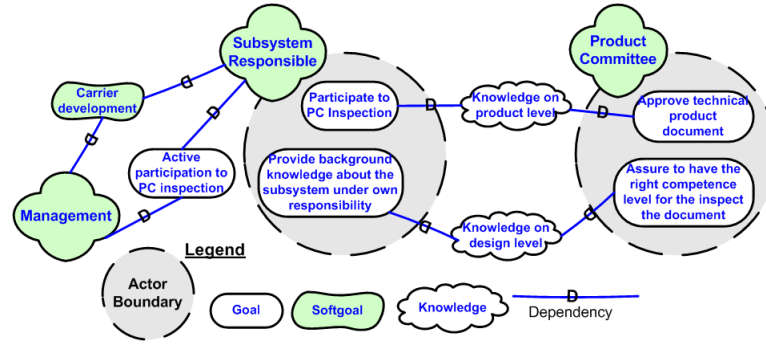 Subsystem
Responsible
Product
Committee
Carrier
development
Participate to
PC Inspection
Knowledge on
product level
Approve technical
product
document
Active
participation to
PC inspection
Provide background
knowledge about the
subsystem under own
responsibility
Assure to have the
right competence
level for the inspect
the document
Management
Knowledge on
design level
D
D
D
D
D
D
D
D
Legend
Actor
Boundary
Goal
Softgoal
Knowledge
D
Dependency